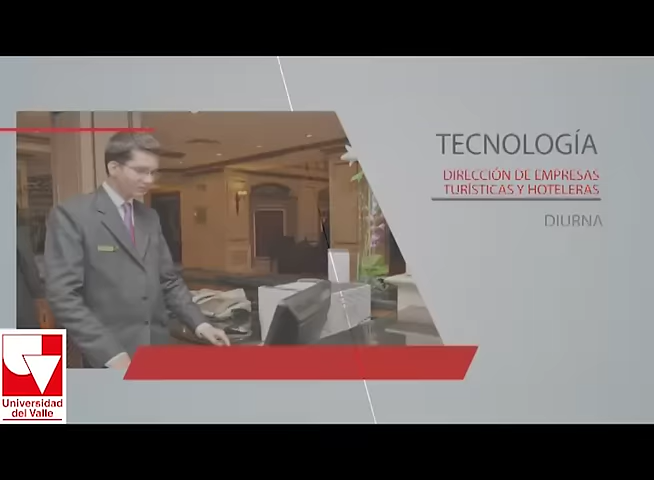 TECNOLOGÍA
DIRECCIÓN DE EMPRESAS
TURÍSTICAS Y HOTELERAS
DIURNA
Universidad
del Valle